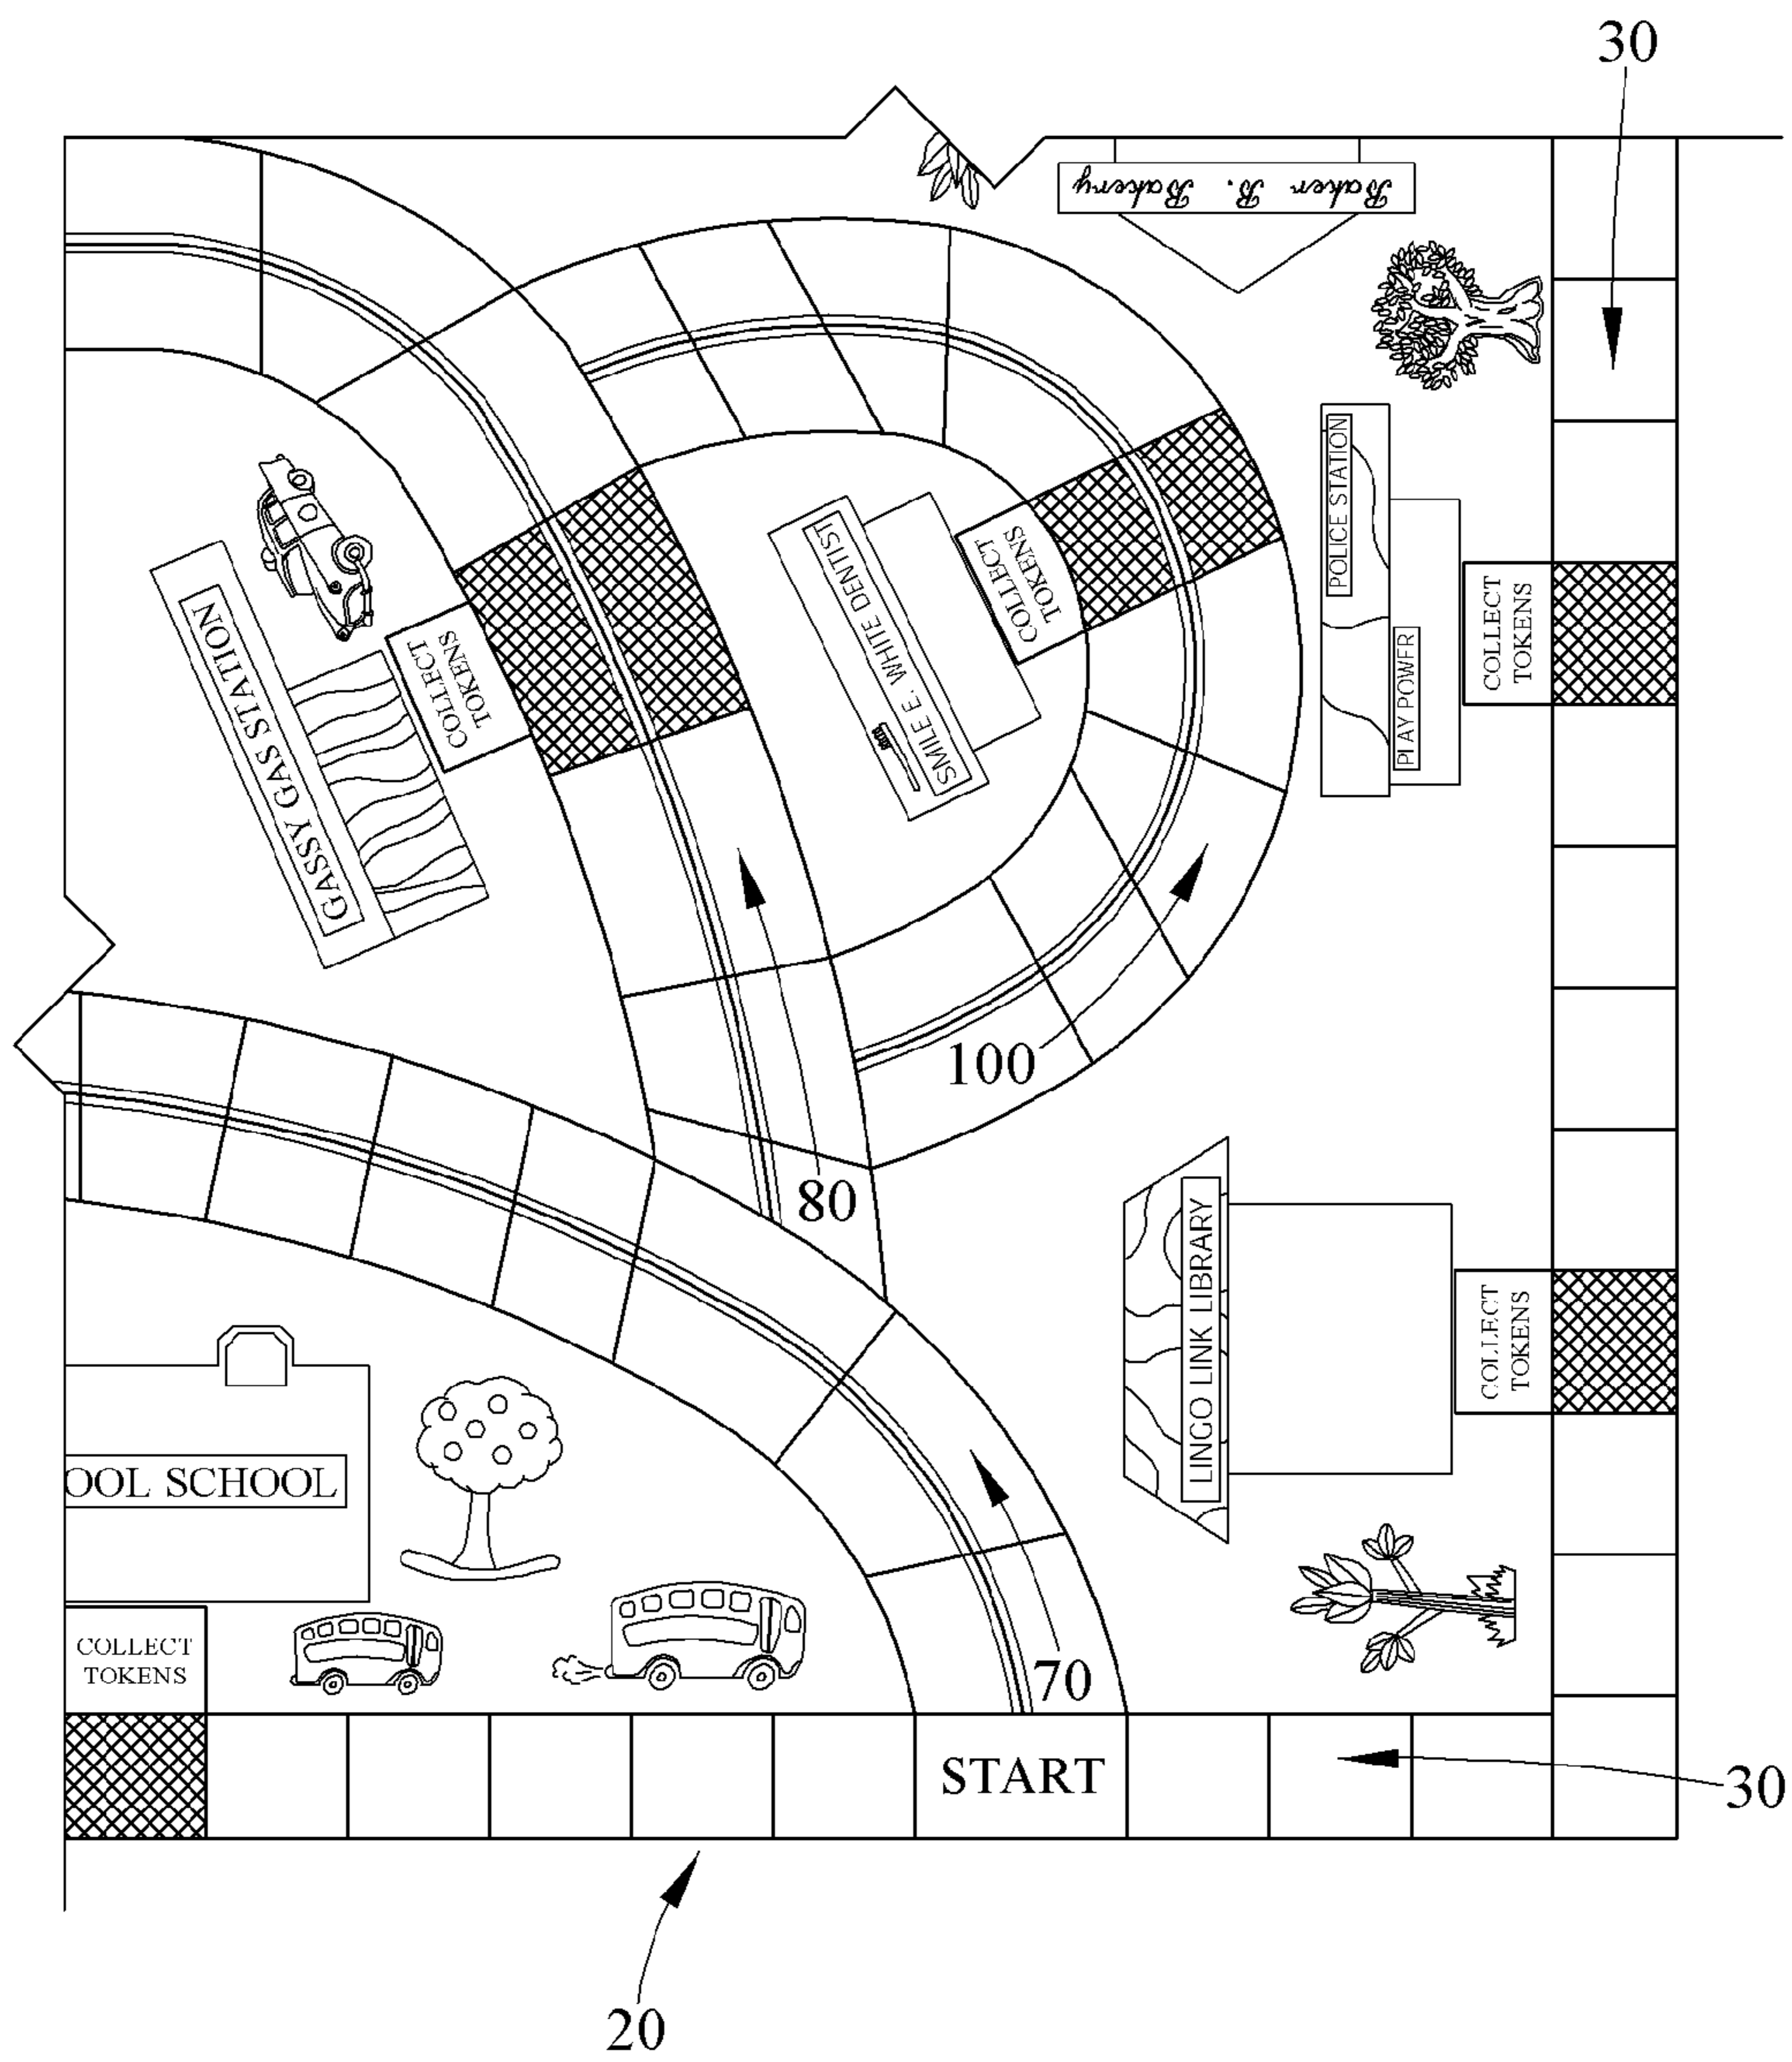 30
Baker B. Bakery
POLICE STATION
PLAY POWER
COLLECT
TOKENS
SMILE E. WHITE DENTIST
COLLECT
TOKENS
GASSY GAS STATION
COLLECT
TOKENS
100
80
LINGO LINK LIBRARY
COLLECT
TOKENS
OOL SCHOOL
COLLECT
TOKENS
70
START
30
20